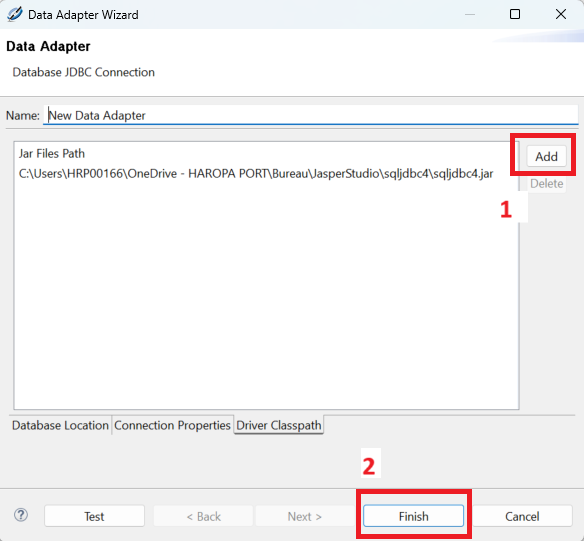 Data Adapter Wizard
Data Adapter
Database JDBC Connection
Name: New Data Adapter
Jar Files Path
C:\Users\HRP00166\OneDrive - HAROPA PORT\Bureau\JasperStudio\sqljdbc4\sqljdbc4.jar
Add
Delete
1
Database Location Connection Properties Driver Classpath
2
? Test < Back Next > Finish Cancel